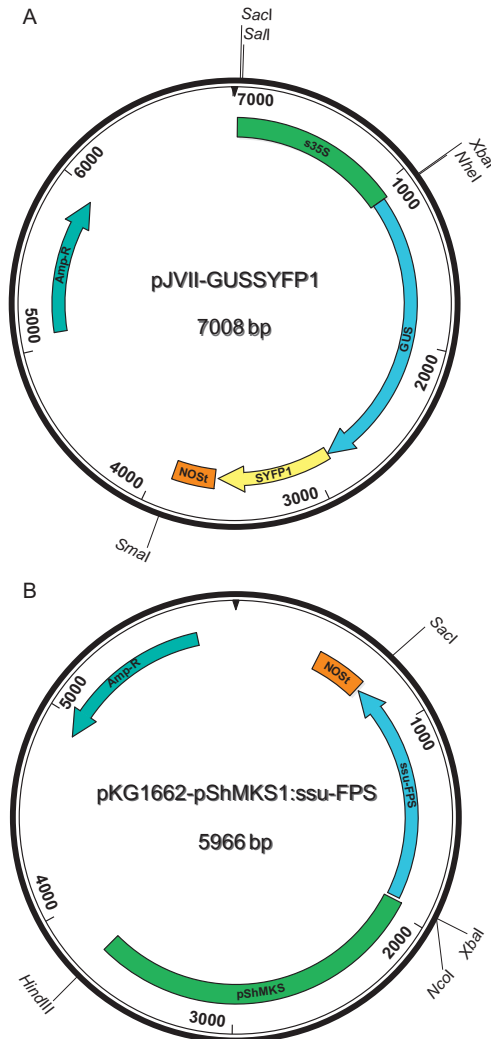 A
SacI
SalI
7000
s35S
6000
1000
XbaI
NheI
Amp-R
pJVII-GUSSYFP1
7008 bp
GUS
5000
2000
4000
NOSt
SYFP1
3000
SmaI
B
SacI
Amp-R
NOSt
5000
1000
ssu-FPS
pKG1662-pShMKS1:ssu-FPS
5966 bp
4000
2000
XbaI
NcoI
HindIII
pShMKS
3000